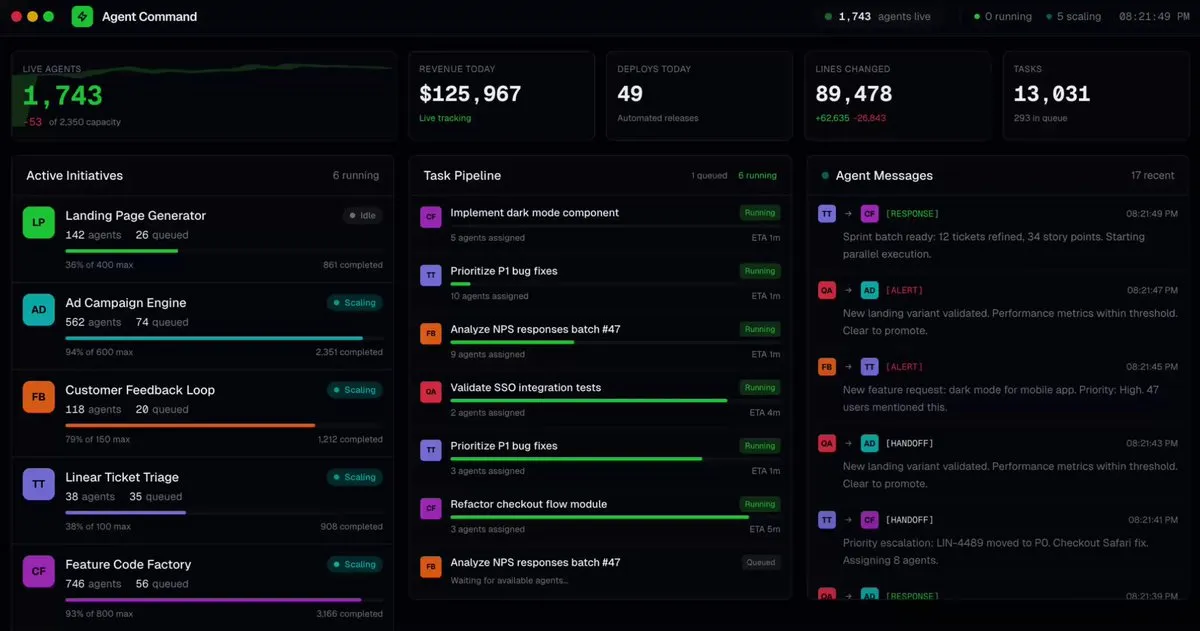 Agent Command
1,743 agents live
0 running
5 scaling
08:21:49 PM
LIVE AGENTS
1,743
-53 of 2,350 capacity
REVENUE TODAY
$125,967
Live tracking
DEPLOYS TODAY
49
Automated releases
LINES CHANGED
89,478
+62,635 -26,843
TASKS
13,031
293 in queue
Active Initiatives
6 running
LP
Landing Page Generator
Idle
142 agents 26 queued
36% of 400 max
861 completed
AD
Ad Campaign Engine
Scaling
562 agents 74 queued
94% of 600 max
2,351 completed
FB
Customer Feedback Loop
Scaling
118 agents 20 queued
79% of 150 max
1,212 completed
TT
Linear Ticket Triage
Scaling
38 agents 35 queued
38% of 100 max
908 completed
CF
Feature Code Factory
Scaling
746 agents 56 queued
93% of 800 max
3,166 completed
Task Pipeline
1 queued 6 running
CF
Implement dark mode component
Running
5 agents assigned
ETA 1m
TT
Prioritize P1 bug fixes
Running
10 agents assigned
ETA 1m
FB
Analyze NPS responses batch #47
Running
9 agents assigned
ETA 1m
QA
Validate SSO integration tests
Running
2 agents assigned
ETA 4m
TT
Prioritize P1 bug fixes
Running
3 agents assigned
ETA 1m
CF
Refactor checkout flow module
Running
3 agents assigned
ETA 5m
FB
Analyze NPS responses batch #47
Queued
Waiting for available agents...
Agent Messages
17 recent
TT → CF [RESPONSE]
08:21:49 PM
Sprint batch ready: 12 tickets refined, 34 story points. Starting
parallel execution.
QA → AD [ALERT]
08:21:47 PM
New landing variant validated. Performance metrics within threshold.
Clear to promote.
FB → TT [ALERT]
08:21:45 PM
New feature request: dark mode for mobile app. Priority: High. 47
users mentioned this.
QA → AD [HANDOFF]
08:21:43 PM
New landing variant validated. Performance metrics within threshold.
Clear to promote.
TT → CF [HANDOFF]
08:21:41 PM
Priority escalation: LIN-4489 moved to P0. Checkout Safari fix.
Assigning 8 agents.
QA → AD [RESPONSE]
08:21:39 PM